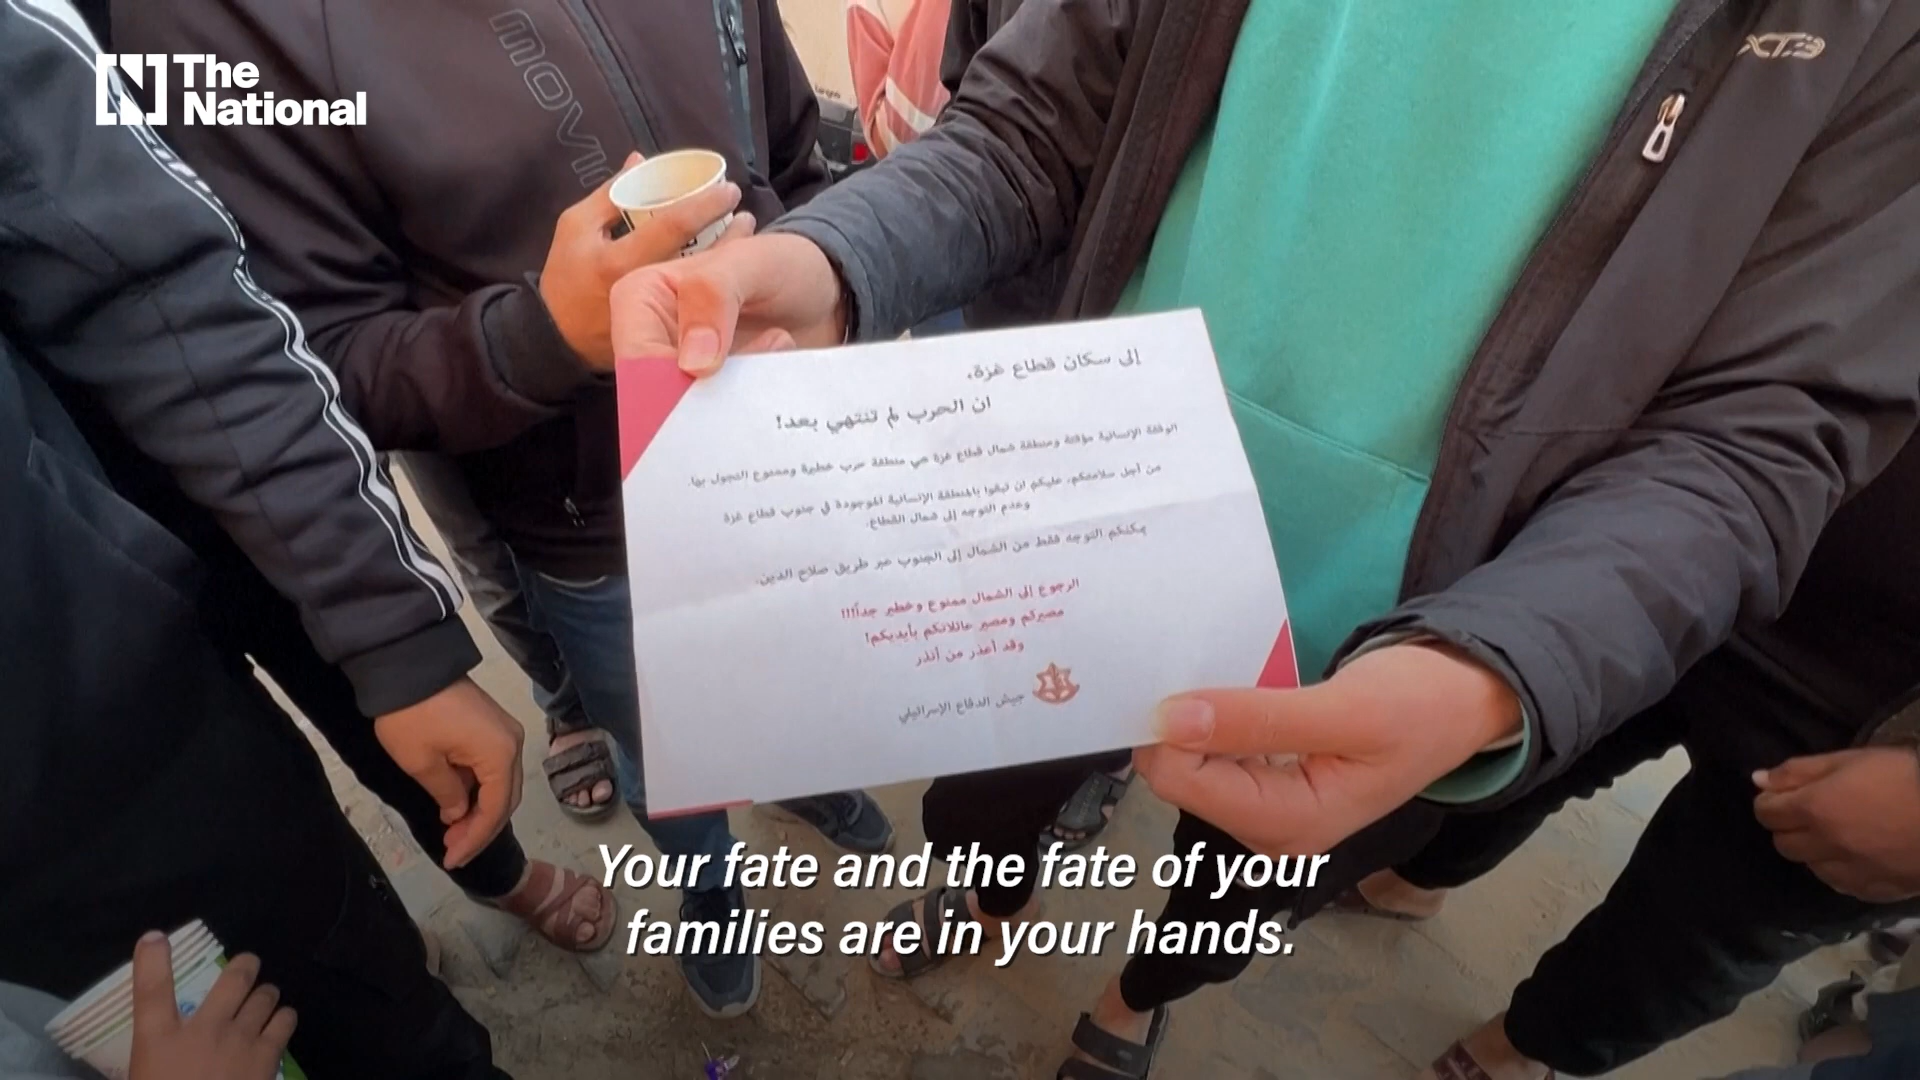 The
National
MOVIN
XT.3
إلى سكان قطاع غزة،
ان الحرب لم تنتهي بعد!
الوقفة الإنسانية مؤقتة ومنطقة شمال قطاع غزة هي منطقة حرب خطيرة وممنوع التجول بها.
من أجل سلامتكم، عليكم ان تبقوا بالمنطقة الإنسانية الموجودة في جنوب قطاع غزة
وعدم التوجه إلى شمال القطاع.
يمكنكم التوجه فقط من الشمال إلى الجنوب عبر طريق صلاح الدين.
الرجوع إلى الشمال ممنوع وخطير جداً!!!
مصيركم ومصير عائلاتكم بأيديكم!
وقد أعذر من أنذر
جيش الدفاع الإسرائيلي
Your fate and the fate of your
families are in your hands.